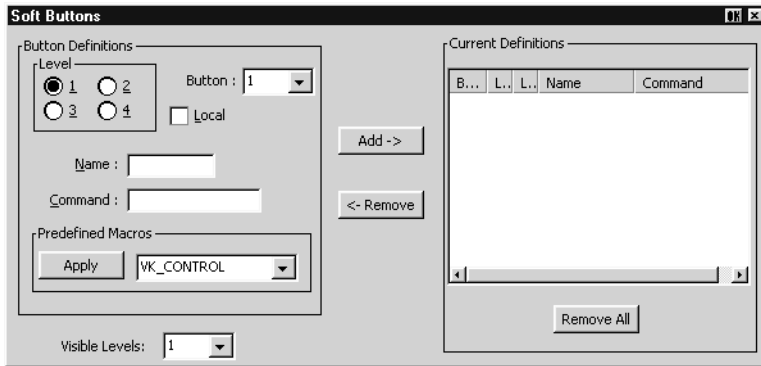 Soft Buttons OK
Button Definitions
Level
1 2
3 4
Button : 1
Local
Name :
Command :
Predefined Macros
Apply VK_CONTROL
Visible Levels: 1
Add ->
<- Remove
Current Definitions
B... L.. L.. Name Command
Remove All